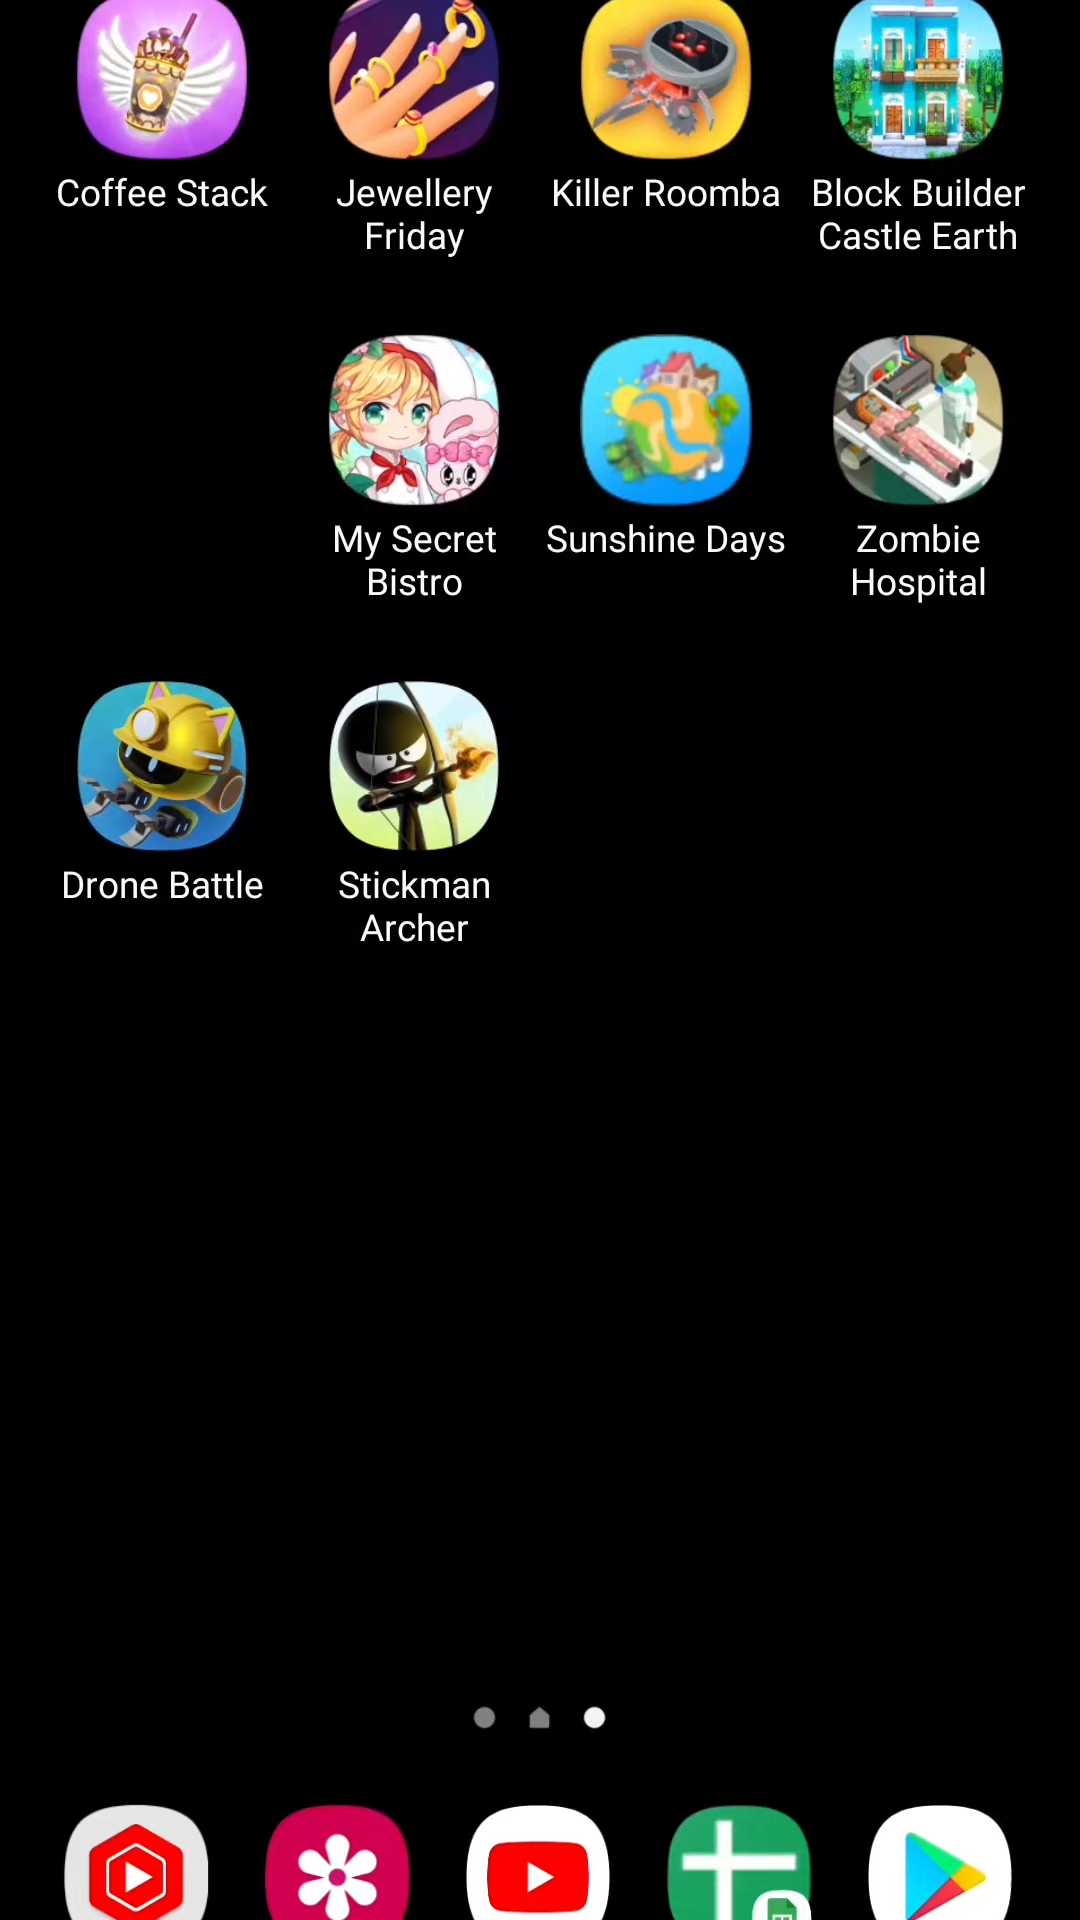 Coffee Stack
Jewellery
Friday
Killer Roomba
Block Builder
Castle Earth
My Secret
Bistro
Sunshine Days
Zombie
Hospital
Drone Battle
Stickman
Archer